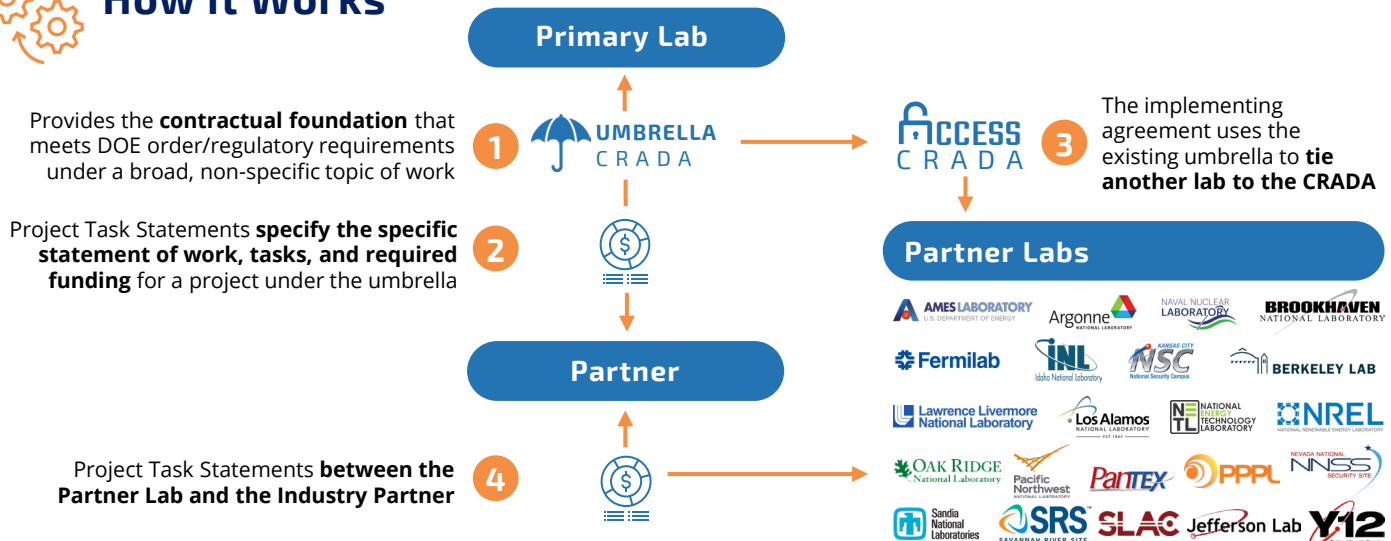 How It Works
Primary Lab
Provides the contractual foundation that
meets DOE order/regulatory requirements
under a broad, non-specific topic of work
1
UMBRELLA
CRADA
ACCESS
CRADA
3
The implementing
agreement uses the
existing umbrella to tie
another lab to the CRADA
Project Task Statements specify the specific
statement of work, tasks, and required
funding for a project under the umbrella
2
$
Partner Labs
AMES LABORATORY
U.S. DEPARTMENT OF ENERGY
Argonne
NATIONAL LABORATORY
NAVAL NUCLEAR
LABORATORY
BROOKHAVEN
NATIONAL LABORATORY
Partner
Fermilab
INL
Idaho National Laboratory
KANSAS CITY
NSC
National Security Campus
BERKELEY LAB
Lawrence Livermore
National Laboratory
Los Alamos
NATIONAL LABORATORY
EST. 1943
NE
TL
NATIONAL
ENERGY
TECHNOLOGY
LABORATORY
NREL
NATIONAL RENEWABLE ENERGY LABORATORY
Project Task Statements between the
Partner Lab and the Industry Partner
4
$
OAK RIDGE
National Laboratory
Pacific
Northwest
NATIONAL LABORATORY
PanTEX
PPPL
NEVADA NATIONAL
NNSS
SECURITY SITE
Sandia
National
Laboratories
SRS
SAVANNAH RIVER SITE
SLAC
Jefferson Lab
Y12